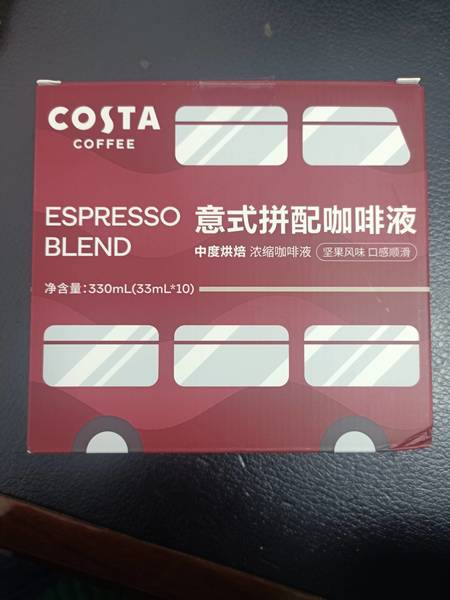 COSTA
COFFEE
ESPRESSO
BLEND
意式拼配咖啡液
中度烘焙 浓缩咖啡液 坚果风味 口感顺滑
净含量:330mL(33mL*10)